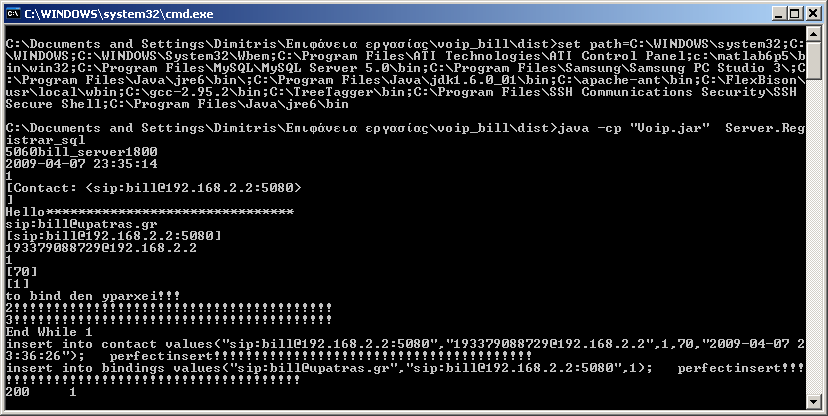 C:\WINDOWS\system32\cmd.exe
C:\Documents and Settings\Dimitris\Επιφάνεια εργασίας\voip_bill\dist>set path=C:\WINDOWS\system32;C:
\WINDOWS;C:\WINDOWS\System32\Wbem;C:\Program Files\ATI Technologies\ATI Control Panel;c:\matlab6p5\b
in\win32;C:\Program Files\MySQL\MySQL Server 5.0\bin;C:\Program Files\Samsung\Samsung PC Studio 3\;C
:\Program Files\Java\jre6\bin\;C:\Program Files\Java\jdk1.6.0_01\bin;C:\apache-ant\bin;C:\FlexBison\
usr\local\wbin;C:\gcc-2.95.2\bin;C:\TreeTagger\bin;C:\Program Files\SSH Communications Security\SSH
Secure Shell;C:\Program Files\Java\jre6\bin
C:\Documents and Settings\Dimitris\Επιφάνεια εργασίας\voip_bill\dist>java -cp "Voip.jar"  Server.Reg
istrar_sql
5060bill_server1800
2009-04-07 23:35:14
1
[Contact: <sip:bill@192.168.2.2:5080>
]
Hello*******************************
sip:bill@upatras.gr
[sip:bill@192.168.2.2:5080]
193379088729@192.168.2.2
1
[70]
[1]
to bind den yparxei!!!
2!!!!!!!!!!!!!!!!!!!!!!!!!!!!!!!!!!!!!!!!
3!!!!!!!!!!!!!!!!!!!!!!!!!!!!!!!!!!!!!!!!
End While 1
insert into contact values("sip:bill@192.168.2.2:5080","193379088729@192.168.2.2",1,70,"2009-04-07 2
3:36:26");   perfectinsert!!!!!!!!!!!!!!!!!!!!!!!!!!!!!!!!!!!!!!!!
insert into bindings values("sip:bill@upatras.gr","sip:bill@192.168.2.2:5080",1);   perfectinsert!!!
!!!!!!!!!!!!!!!!!!!!!!!!!!!!!!!!!!!!!
200     1